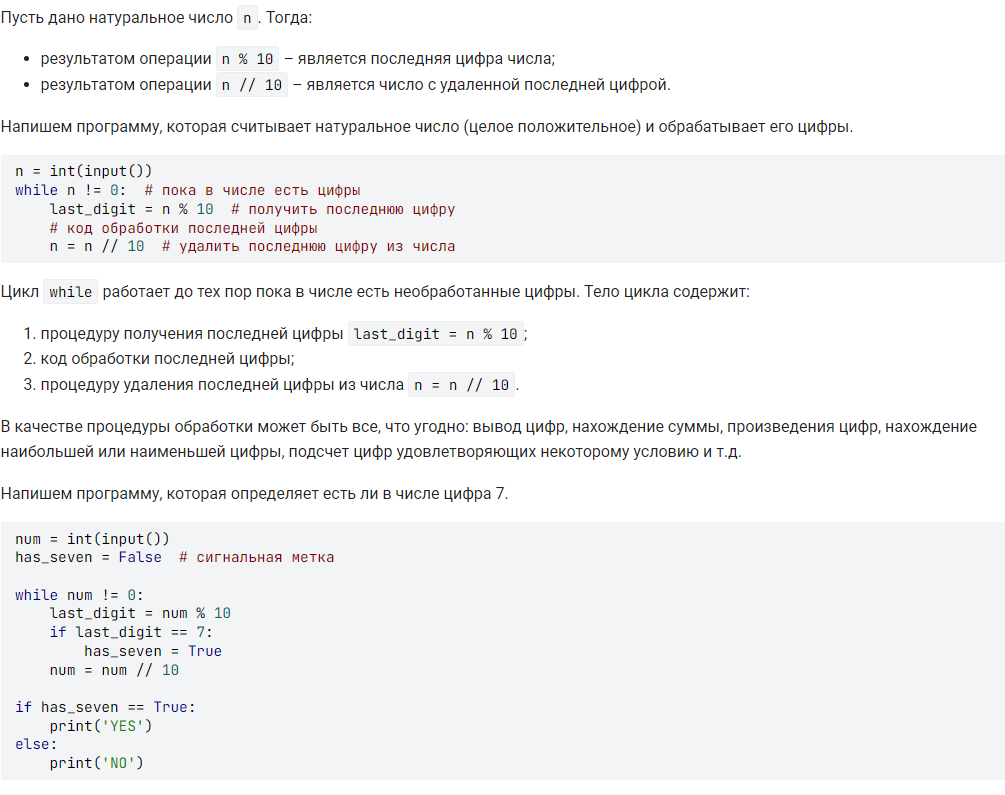 Пусть дано натуральное число n . Тогда:
• результатом операции n % 10 – является последняя цифра числа;
• результатом операции n // 10 – является число с удаленной последней цифрой.
Напишем программу, которая считывает натуральное число (целое положительное) и обрабатывает его цифры.
n = int(input())
while n != 0:  # пока в числе есть цифры
    last_digit = n % 10  # получить последнюю цифру
    # код обработки последней цифры
    n = n // 10  # удалить последнюю цифру из числа
Цикл while работает до тех пор пока в числе есть необработанные цифры. Тело цикла содержит:
1. процедуру получения последней цифры last_digit = n % 10 ;
2. код обработки последней цифры;
3. процедуру удаления последней цифры из числа n = n // 10 .
В качестве процедуры обработки может быть все, что угодно: вывод цифр, нахождение суммы, произведения цифр, нахождение
наибольшей или наименьшей цифры, подсчет цифр удовлетворяющих некоторому условию и т.д.
Напишем программу, которая определяет есть ли в числе цифра 7.
num = int(input())
has_seven = False  # сигнальная метка
while num != 0:
    last_digit = num % 10
    if last_digit == 7:
        has_seven = True
    num = num // 10
if has_seven == True:
    print('YES')
else:
    print('NO')